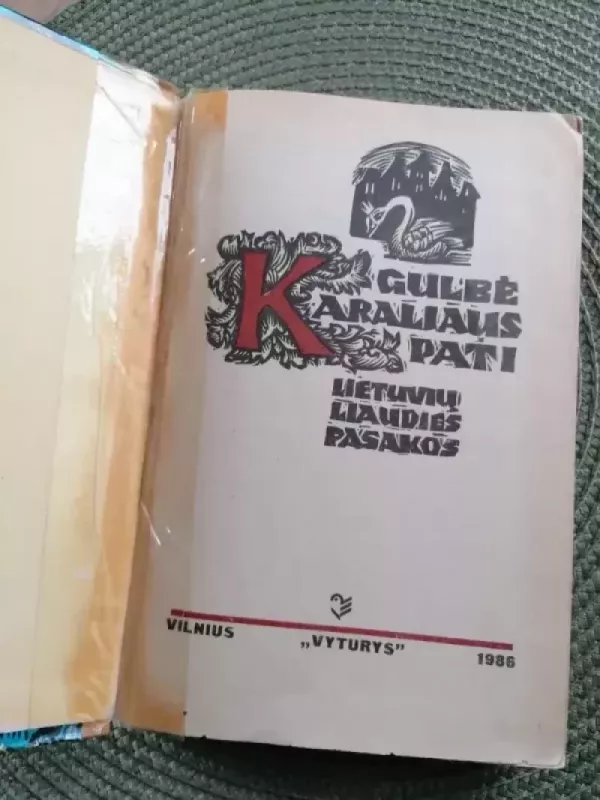 GULBĖ
KARALIAUS
PATI
LIETUVIŲ
LIAUDIES
PASAKOS
VILNIUS „VYTURYS" 1986